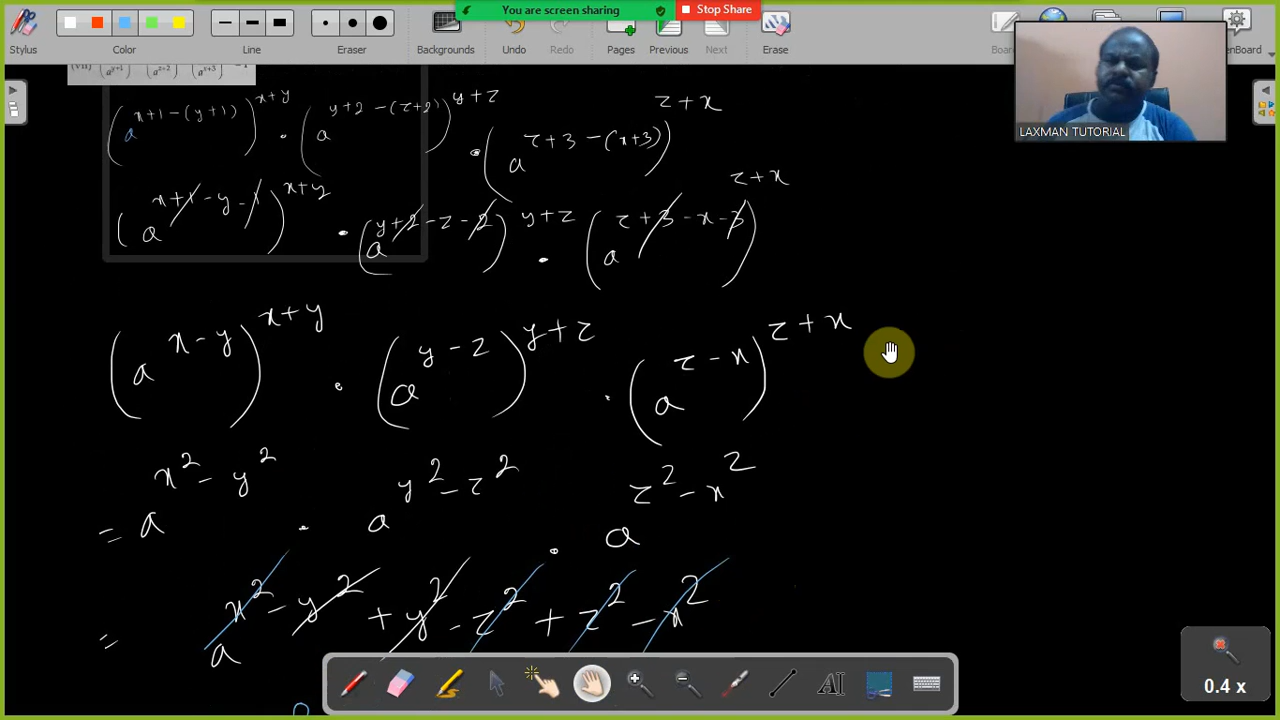 You are screen sharing Stop Share
Stylus Color Line Eraser Backgrounds Undo Redo Pages Previous Next Erase
LAXMAN TUTORIAL
(a^{x+1-(y+1)})^{x+y} · (a^{y+2-(z+2)})^{y+z} · (a^{z+3-(x+3)})^{z+x}
(a^{x+1-y-1})^{x+y} · (a^{y+2-z-2})^{y+z} · (a^{z+3-x-3})^{z+x}
(a^{x-y})^{x+y} · (a^{y-z})^{y+z} · (a^{z-x})^{z+x}
= a^{x²-y²} · a^{y²-z²} · a^{z²-x²}
= a^{x²-y²+y²-z²+z²-x²}
0.4 x